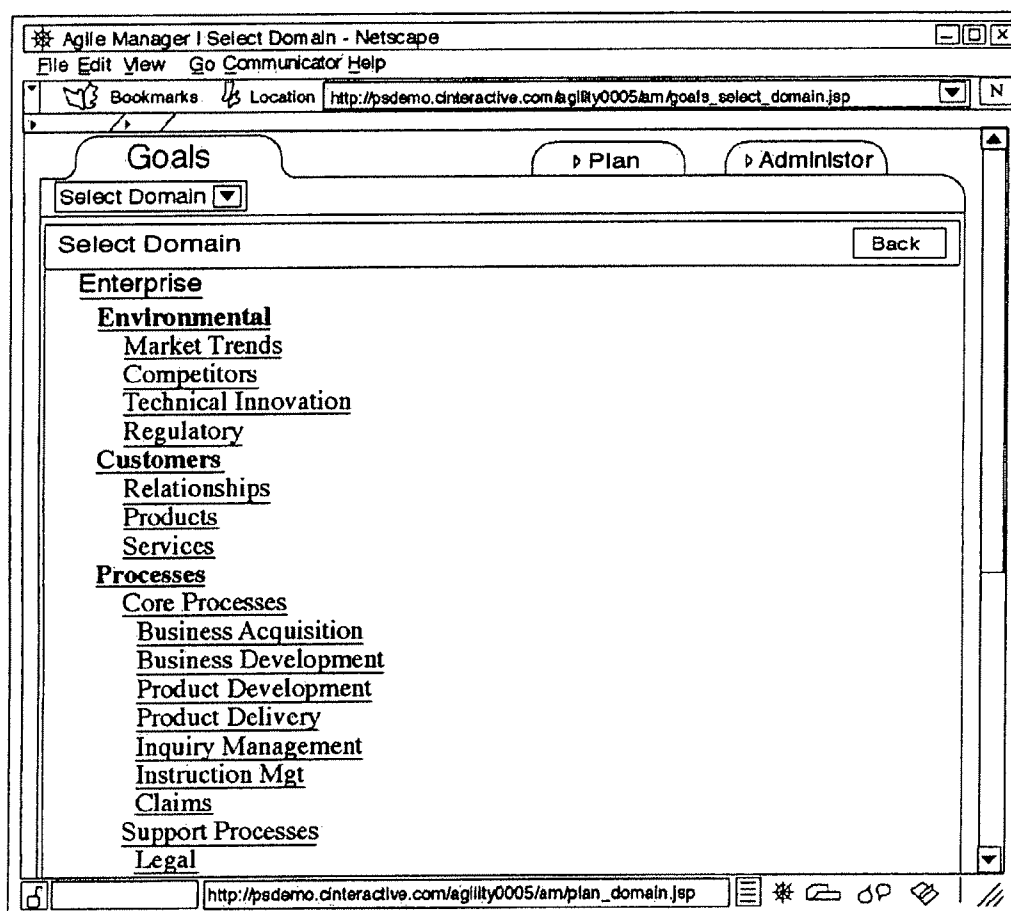 Agile Manager I Select Domain - Netscape
File Edit View Go Communicator Help
Bookmarks Location http://psdemo.cinteractive.com/agility0005/am/goals_select_domain.jsp N
Goals Plan Administor
Select Domain
Select Domain Back
Enterprise
Environmental
Market Trends
Competitors
Technical Innovation
Regulatory
Customers
Relationships
Products
Services
Processes
Core Processes
Business Acquisition
Business Development
Product Development
Product Delivery
Inquiry Management
Instruction Mgt
Claims
Support Processes
Legal
http://psdemo.cinteractive.com/agility0005/am/plan_domain.jsp